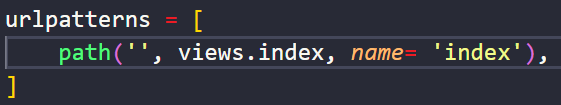 urlpatterns = [
    path('', views.index, name= 'index'),
]